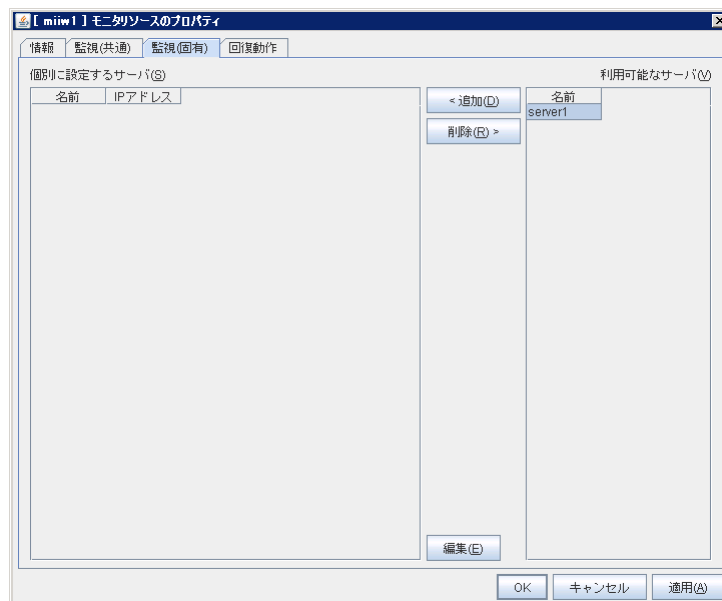 [ miiw1 ] モニタリソースのプロパティ
情報 監視(共通) 監視(固有) 回復動作
個別に設定するサーバ(S) 利用可能なサーバ(V)
名前 IPアドレス < 追加(D) 名前
server1
削除(R) >
編集(E)
OK キャンセル 適用(A)